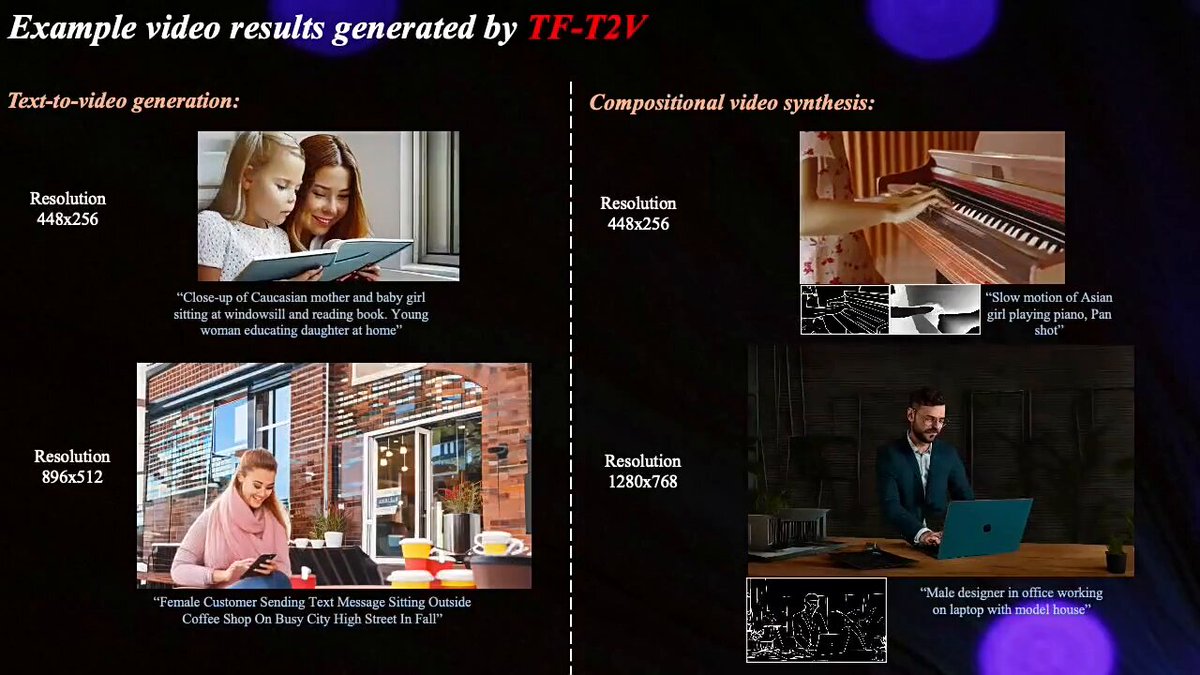 Example video results generated by TF-T2V
Text-to-video generation:
Resolution
448x256
“Close-up of Caucasian mother and baby girl
sitting at windowsill and reading book. Young
woman educating daughter at home”
Resolution
896x512
“Female Customer Sending Text Message Sitting Outside
Coffee Shop On Busy City High Street In Fall”
Compositional video synthesis:
Resolution
448x256
“Slow motion of Asian
girl playing piano, Pan
shot”
Resolution
1280x768
“Male designer in office working
on laptop with model house”